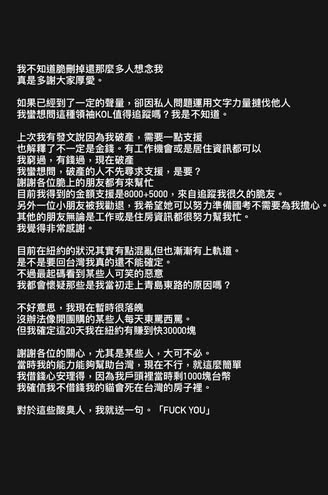 我不知道脆刪掉還那麼多人想念我
真是多謝大家厚愛。
如果已經到了一定的聲量，卻因私人問題運用文字力量撻伐他人
我蠻想問這種領袖KOL值得追蹤嗎？我是不知道。
上次我有發文說因為我破產，需要一點支援
也解釋了不一定是金錢。有工作機會或是居住資訊都可以
我窮過，有錢過，現在破產
我蠻想問，破產的人不先尋求支援，是要？
謝謝各位脆上的朋友都有來幫忙
目前我得到的金額支援是8000+5000，來自追蹤我很久的脆友。
另外一位小朋友被我勸退，我希望她可以努力準備國考不需要為我擔心。
其他的朋友無論是工作或是住房資訊都很努力幫我忙。
我覺得非常感謝。
目前在紐約的狀況其實有點混亂但也漸漸有上軌道。
是不是要回台灣我真的還不能確定。
不過最起碼看到某些人可笑的惡意
我都會懷疑那些是我當初走上青島東路的原因嗎？
不好意思，我現在暫時很落魄
沒辦法像開團購的某些人每天東罵西罵。
但我確定這20天我在紐約有賺到快30000塊
謝謝各位的關心，尤其是某些人，大可不必。
當時我的能力能夠幫助台灣，現在不行，就這麼簡單
我借錢心安理得，因為我戶頭裡當時剩1000塊台幣
我確信我不借錢我的貓會死在台灣的房子裡。
對於這些酸臭人，我就送一句。「FUCK YOU」